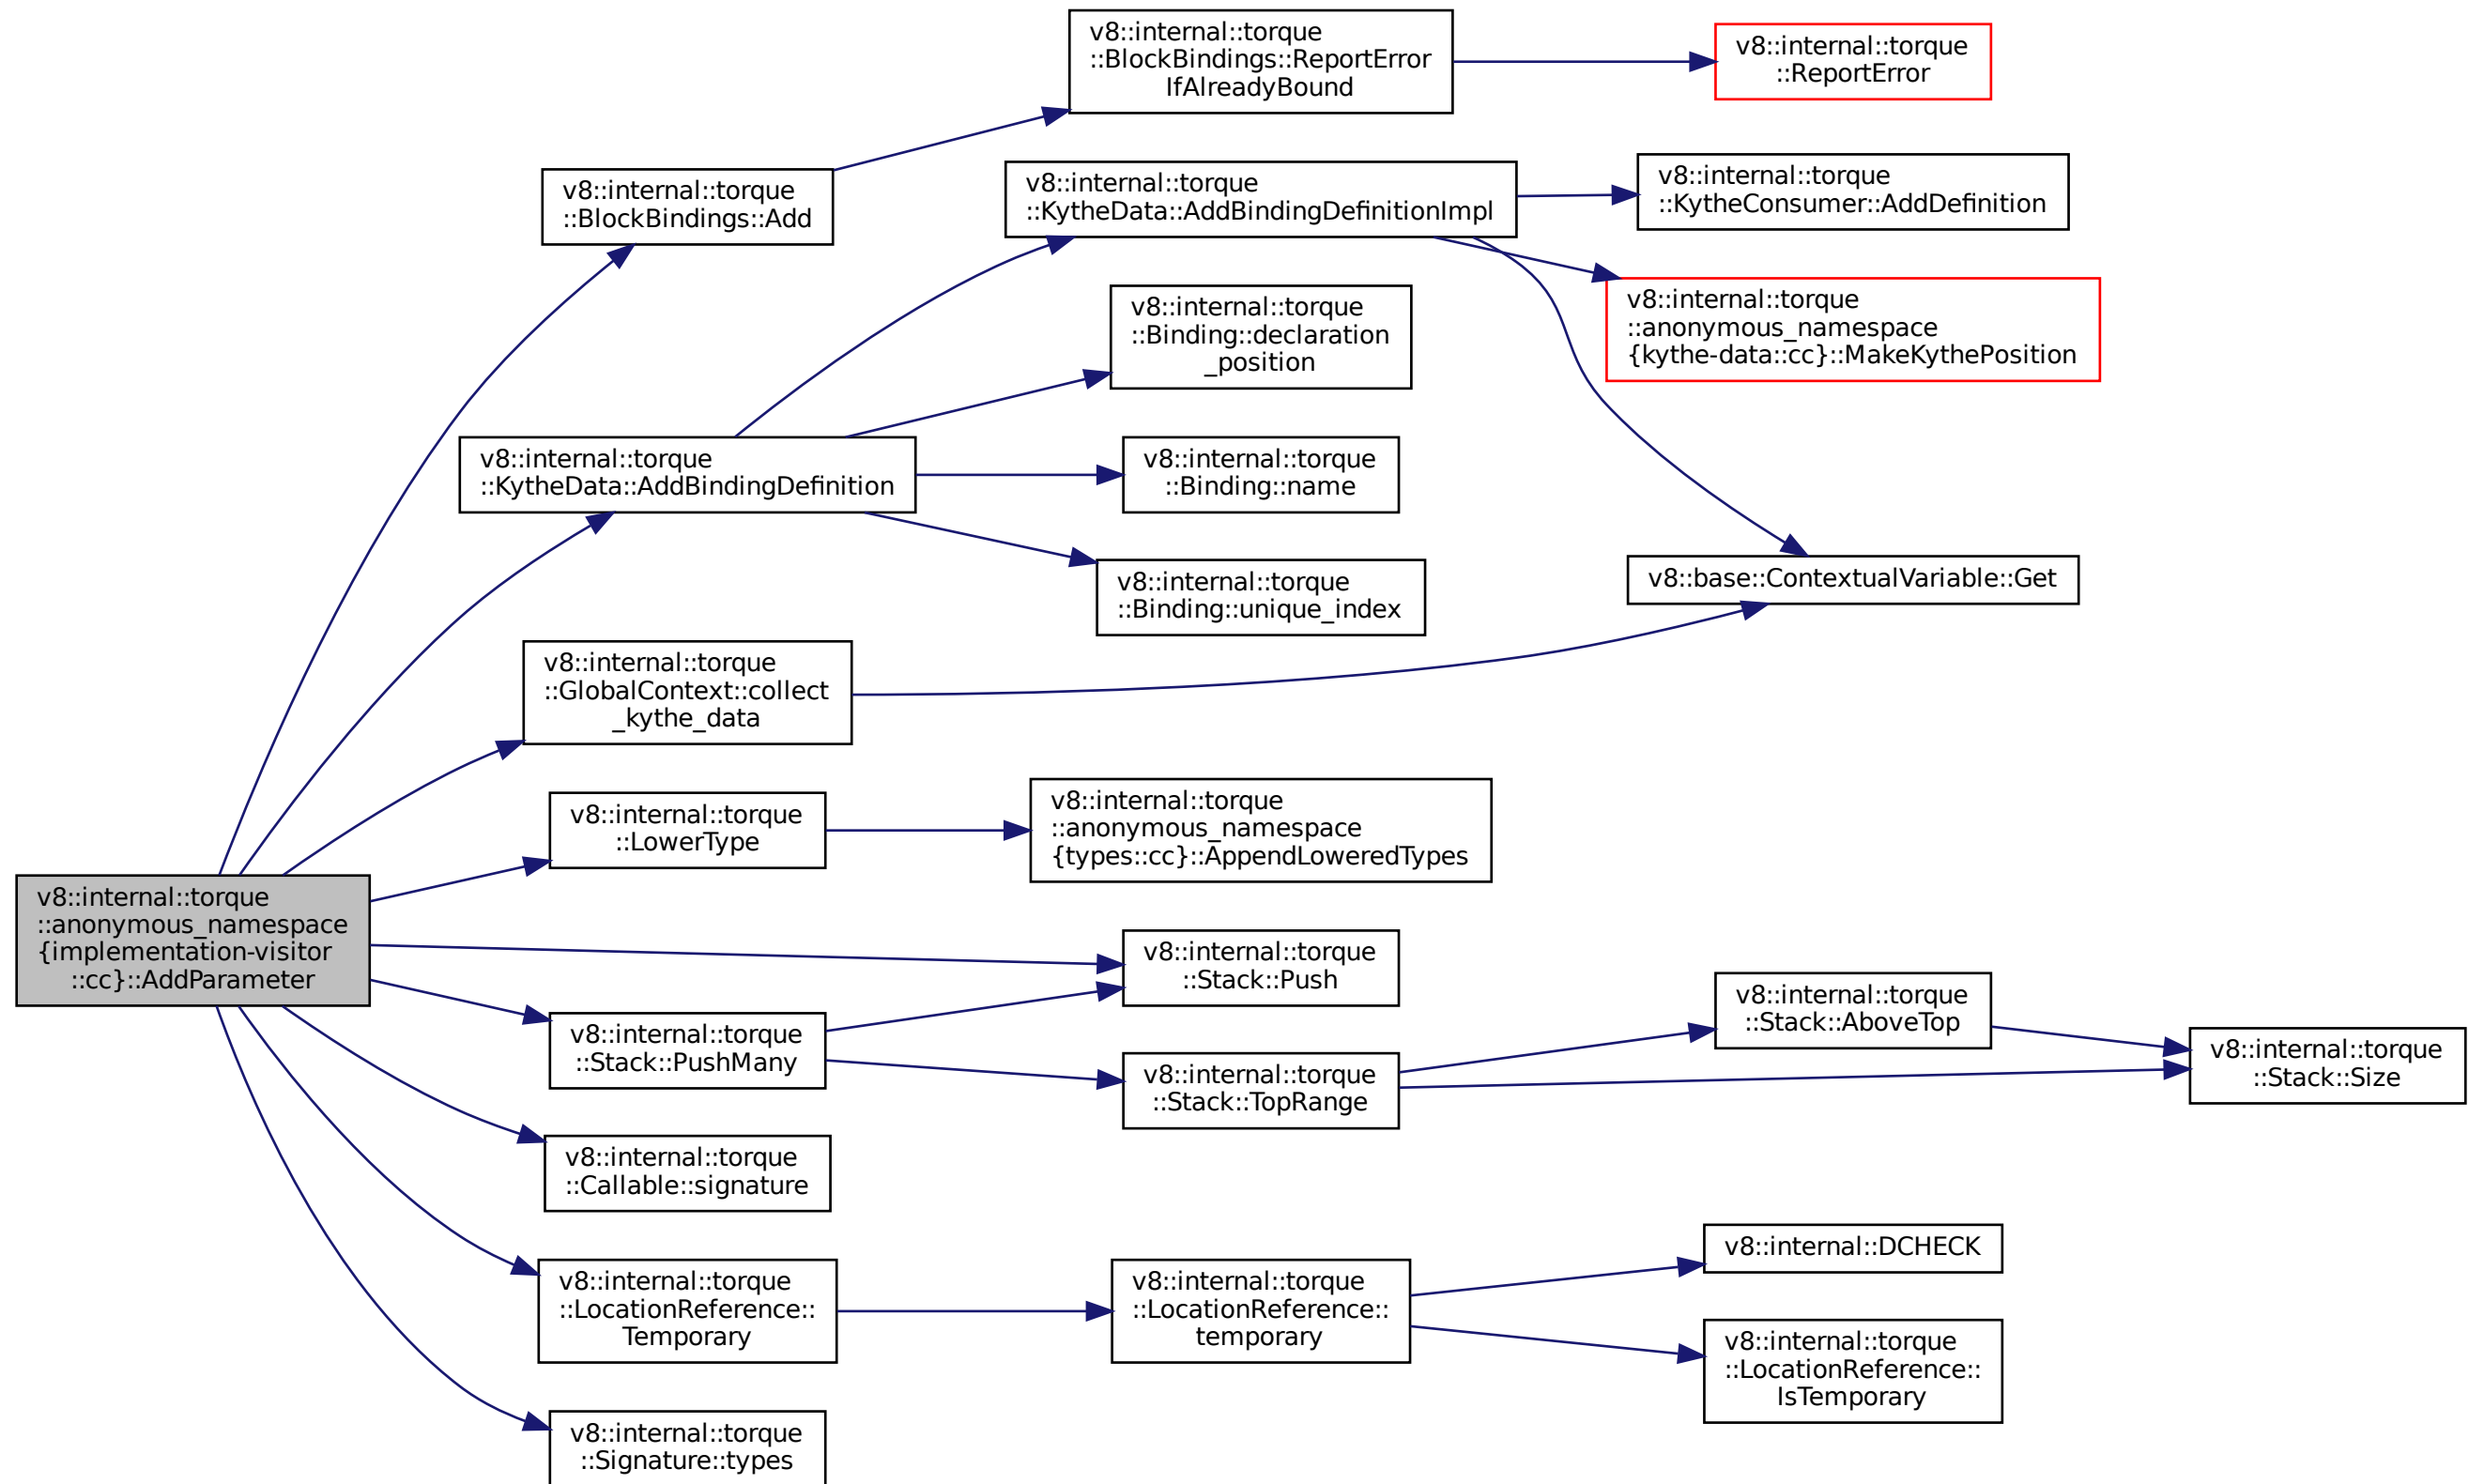 v8::internal::torque
::BlockBindings::ReportError
IfAlreadyBound
v8::internal::torque
::ReportError
v8::internal::torque
::BlockBindings::Add
v8::internal::torque
::KytheData::AddBindingDefinitionImpl
v8::internal::torque
::KytheConsumer::AddDefinition
v8::internal::torque
::anonymous_namespace
{kythe-data::cc}::MakeKythePosition
v8::internal::torque
::Binding::declaration
_position
v8::internal::torque
::KytheData::AddBindingDefinition
v8::internal::torque
::Binding::name
v8::internal::torque
::Binding::unique_index
v8::base::ContextualVariable::Get
v8::internal::torque
::GlobalContext::collect
_kythe_data
v8::internal::torque
::LowerType
v8::internal::torque
::anonymous_namespace
{types::cc}::AppendLoweredTypes
v8::internal::torque
::anonymous_namespace
{implementation-visitor
::cc}::AddParameter
v8::internal::torque
::Stack::Push
v8::internal::torque
::Stack::PushMany
v8::internal::torque
::Stack::TopRange
v8::internal::torque
::Stack::AboveTop
v8::internal::torque
::Stack::Size
v8::internal::torque
::Callable::signature
v8::internal::torque
::LocationReference::
Temporary
v8::internal::torque
::LocationReference::
temporary
v8::internal::DCHECK
v8::internal::torque
::LocationReference::
IsTemporary
v8::internal::torque
::Signature::types